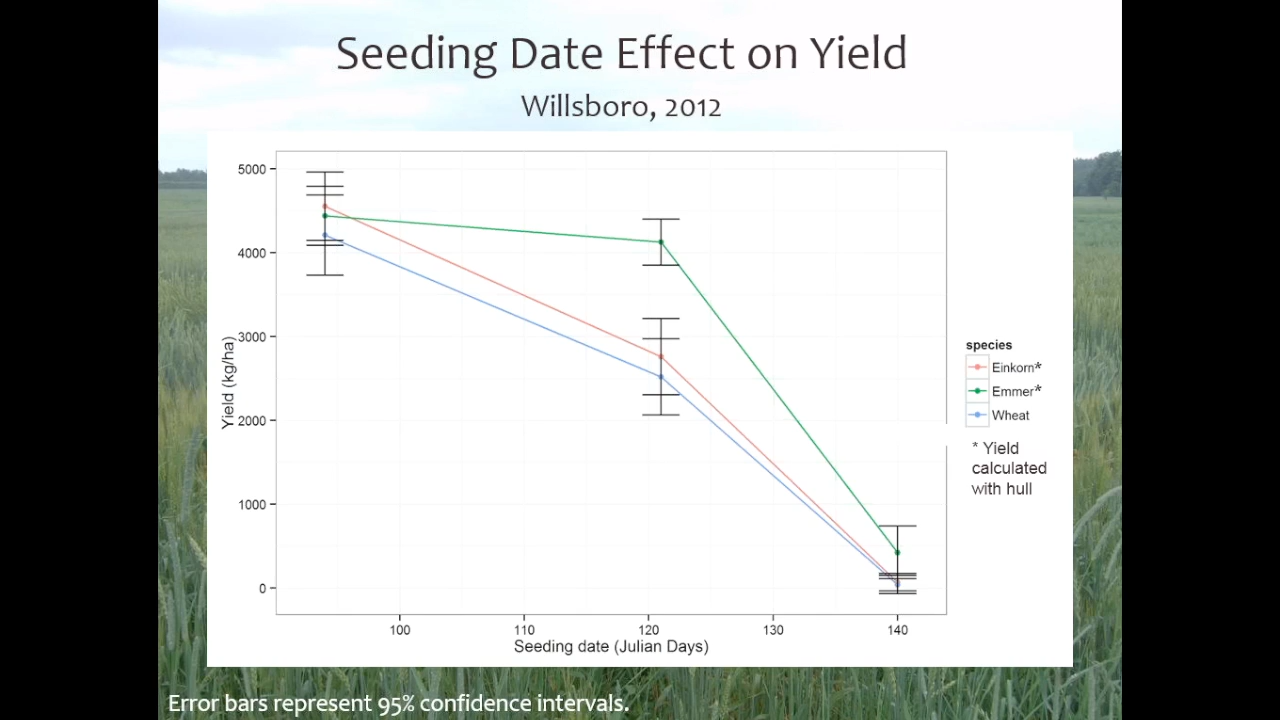 Seeding Date Effect on Yield
Willsboro, 2012
5000
4000
3000
2000
1000
0
Yield (kg/ha)
100 110 120 130 140
Seeding date (Julian Days)
species
Einkorn*
Emmer*
Wheat
* Yield
calculated
with hull
Error bars represent 95% confidence intervals.